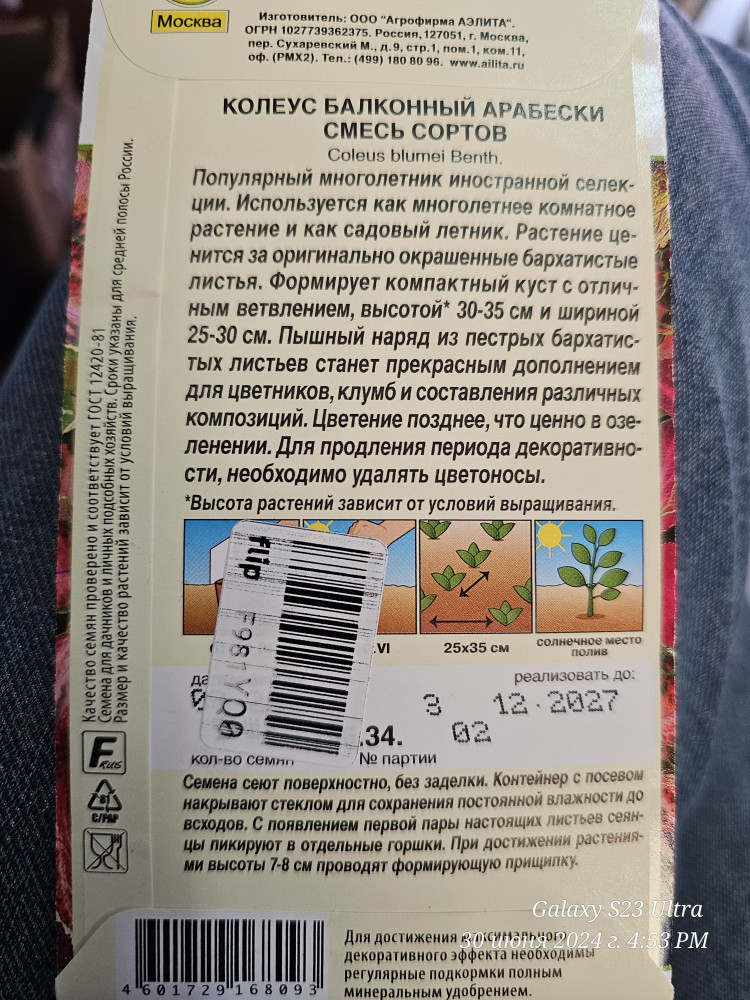 Москва
Изготовитель: ООО "Агрофирма АЭЛИТА".
ОГРН 1027739362375. Россия, 127051, г. Москва,
пер. Сухаревский М., д.9, стр.1, пом.1, ком.11,
оф. (РМХ2). Тел.: (499) 180 80 96. www.ailita.ru
КОЛЕУС БАЛКОННЫЙ АРАБЕСКИ
СМЕСЬ СОРТОВ
Coleus blumei Benth.
Популярный многолетник иностранной селек-
ции. Используется как многолетнее комнатное
растение и как садовый летник. Растение це-
нится за оригинально окрашенные бархатистые
листья. Формирует компактный куст с отлич-
ным ветвлением, высотой* 30-35 см и шириной
25-30 см. Пышный наряд из пестрых бархатис-
тых листьев станет прекрасным дополнением
для цветников, клумб и составления различных
композиций. Цветение позднее, что ценно в озе-
ленении. Для продления периода декоративно-
сти, необходимо удалять цветоносы.
*Высота растений зависит от условий выращивания.
flip
F981 Y 00
.VI
25х35 см
солнечное место
полив
да
реализовать до:
3 12.2027
.34. 02
кол-во семян № партии
Семена сеют поверхностно, без заделки. Контейнер с посевом
накрывают стеклом для сохранения постоянной влажности до
всходов. С появлением первой пары настоящих листьев сеян-
цы пикируют в отдельные горшки. При достижении растения-
ми высоты 7-8 см проводят формирующую прищипку.
Качество семян проверено и соответствует ГОСТ 12420-81
Семена для дачников и личных подсобных хозяйств. Сроки указаны для средней полосы России.
Размер и качество растений зависит от условий выращивания.
F RUS
81
C/PAP
4 601729 168093
Для достижения максимального
декоративного эффекта необходимы
регулярные подкормки полным
минеральным удобрением.
Galaxy S23 Ultra
30 июня 2024 г. 4:53 PM